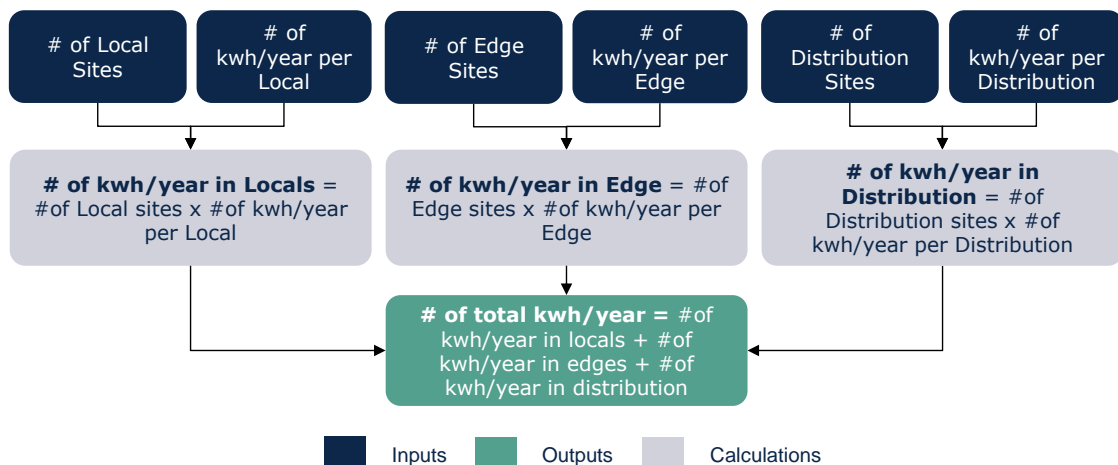 # of Local
Sites
# of
kwh/year per
Local
# of Edge
Sites
# of
kwh/year per
Edge
# of
Distribution
Sites
# of
kwh/year per
Distribution
# of kwh/year in Locals =
#of Local sites x #of kwh/year
per Local
# of kwh/year in Edge = #of
Edge sites x #of kwh/year per
Edge
# of kwh/year in
Distribution = #of
Distribution sites x #of
kwh/year per Distribution
# of total kwh/year = #of
kwh/year in locals + #of
kwh/year in edges + #of
kwh/year in distribution
Inputs
Outputs
Calculations